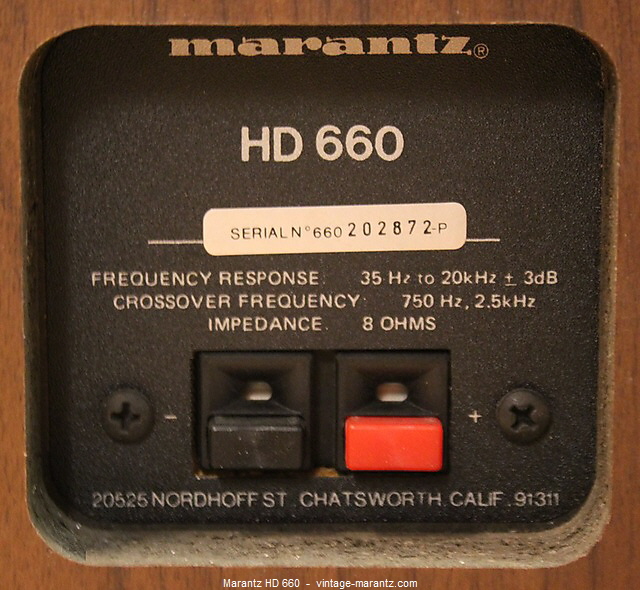 marantz®
HD 660
SERIAL N° 660 202872-P
FREQUENCY RESPONSE: 35 Hz to 20kHz ± 3dB
CROSSOVER FREQUENCY: 750 Hz, 2.5kHz
IMPEDANCE: 8 OHMS
- +
20525 NORDHOFF ST. CHATSWORTH. CALIF. 91311
Marantz HD 660 - vintage-marantz.com